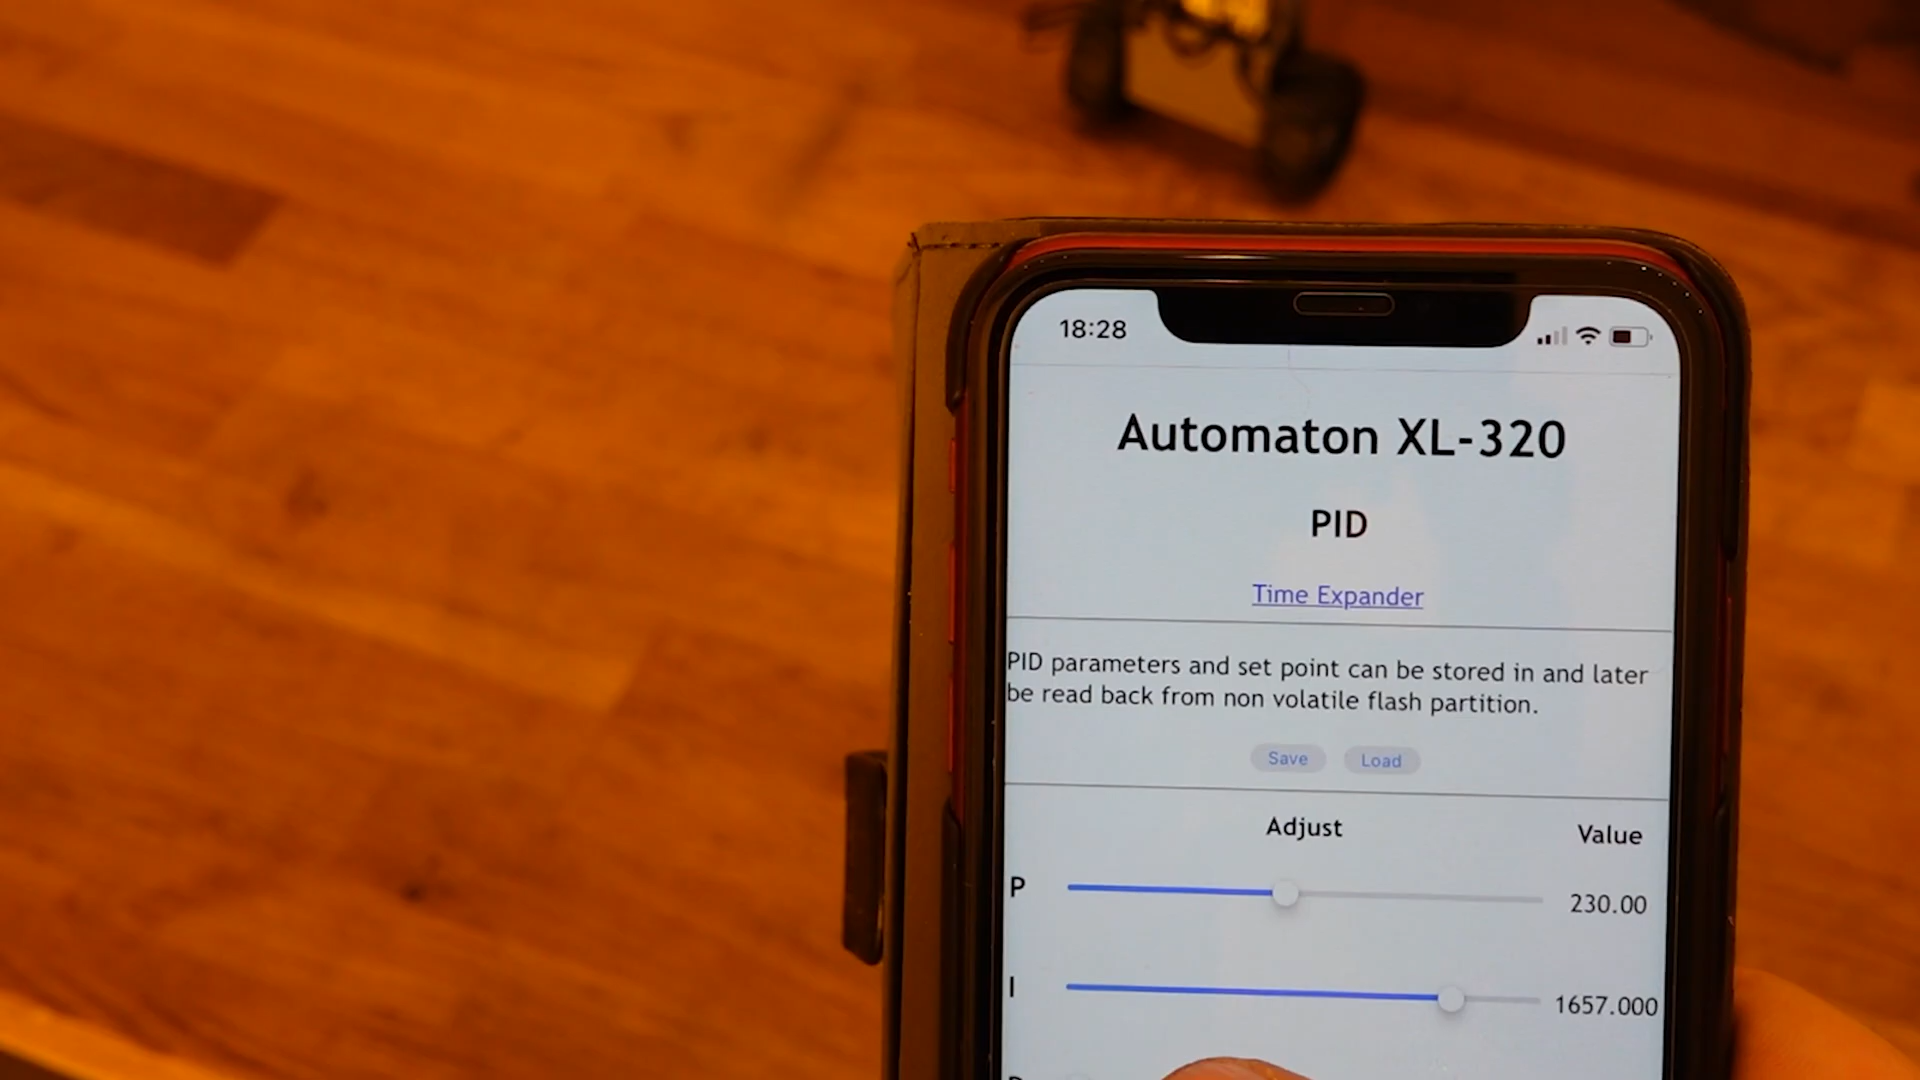 18:28
Automaton XL-320
PID
Time Expander
PID parameters and set point can be stored in and later
be read back from non volatile flash partition.
Save Load
Adjust Value
P 230.00
I 1657.000